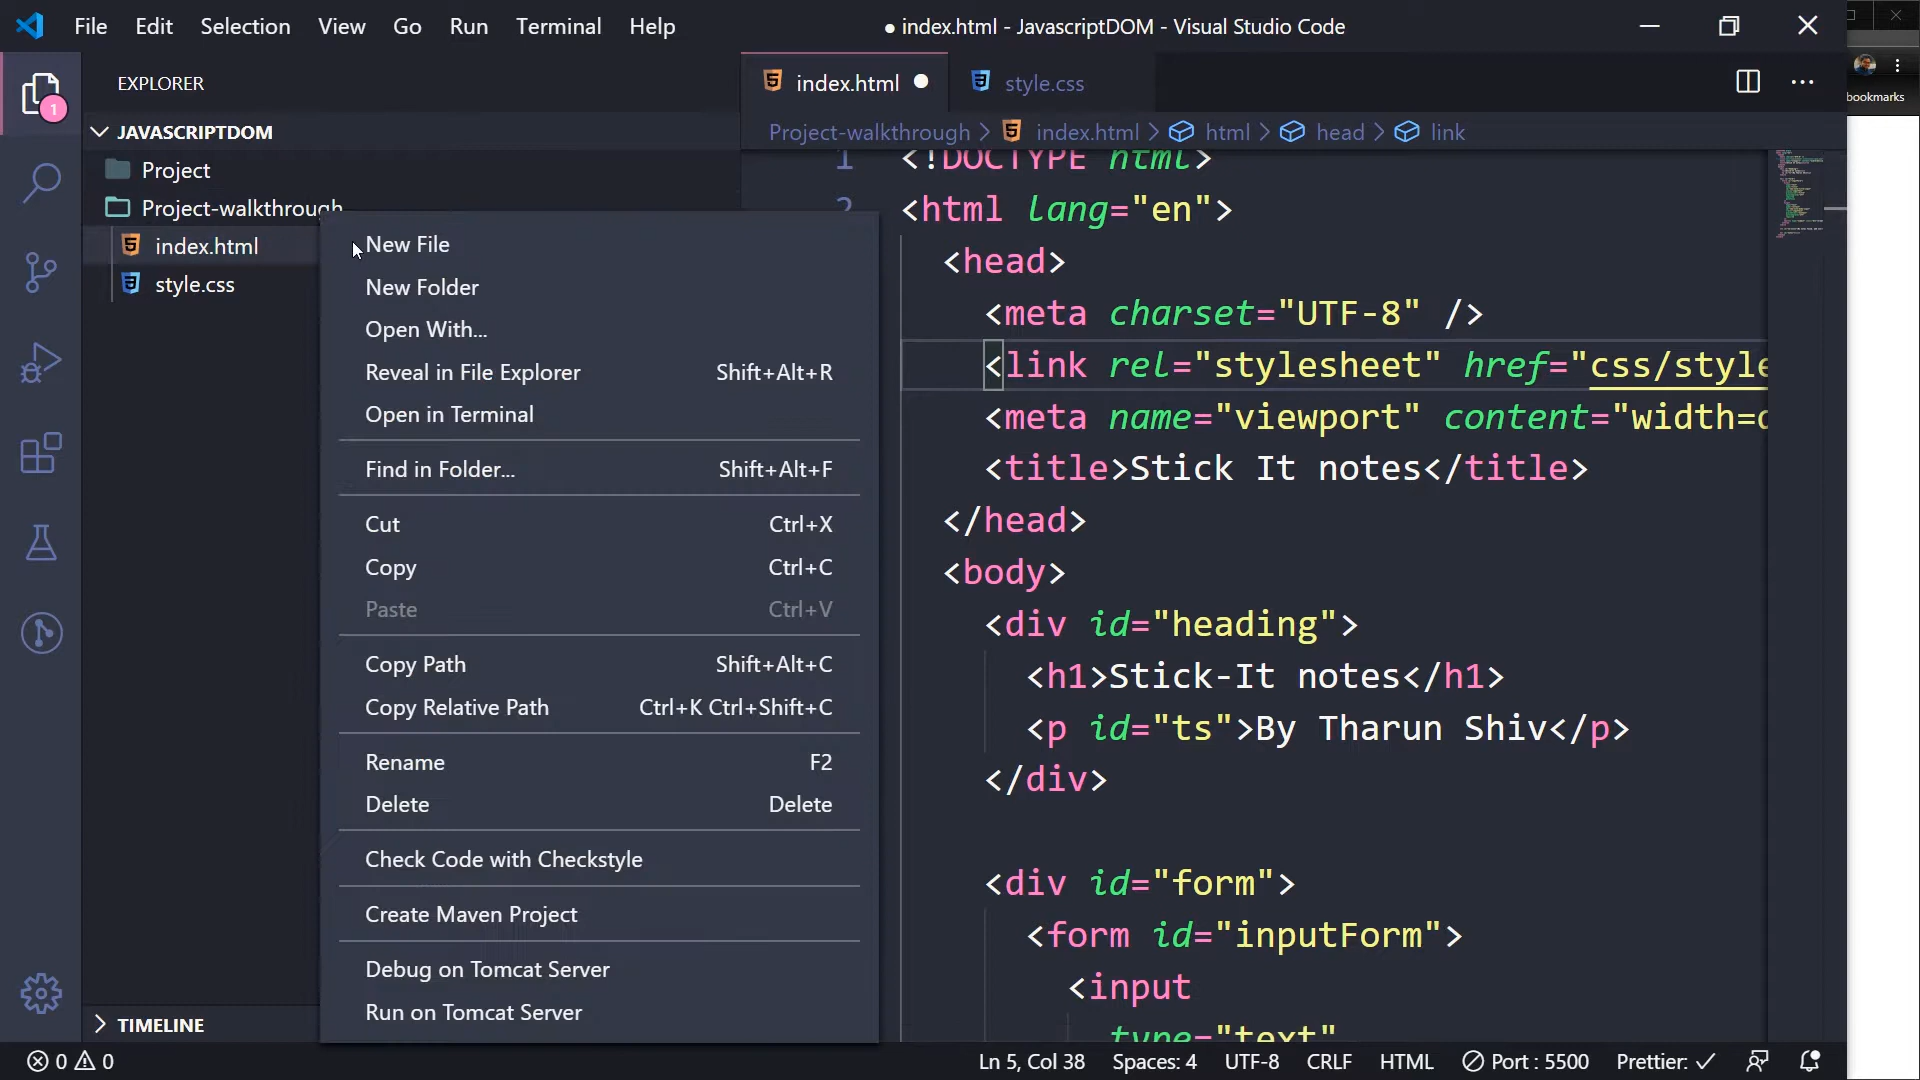 File Edit Selection View Go Run Terminal Help ● index.html - JavascriptDOM - Visual Studio Code
bookmarks
1
EXPLORER
JAVASCRIPTDOM
Project
Project-walkthrough
index.html
style.css
New File
New Folder
Open With...
Reveal in File Explorer Shift+Alt+R
Open in Terminal
Find in Folder... Shift+Alt+F
Cut Ctrl+X
Copy Ctrl+C
Paste Ctrl+V
Copy Path Shift+Alt+C
Copy Relative Path Ctrl+K Ctrl+Shift+C
Rename F2
Delete Delete
Check Code with Checkstyle
Create Maven Project
Debug on Tomcat Server
Run on Tomcat Server
TIMELINE
index.html ● style.css
Project-walkthrough > index.html > html > head > link
1 <!DOCTYPE html>
2 <html lang="en">
<head>
<meta charset="UTF-8" />
<link rel="stylesheet" href="css/style
<meta name="viewport" content="width=d
<title>Stick It notes</title>
</head>
<body>
<div id="heading">
<h1>Stick-It notes</h1>
<p id="ts">By Tharun Shiv</p>
</div>
<div id="form">
<form id="inputForm">
<input
type="text"
0 0 Ln 5, Col 38 Spaces: 4 UTF-8 CRLF HTML Port : 5500 Prettier: ✓